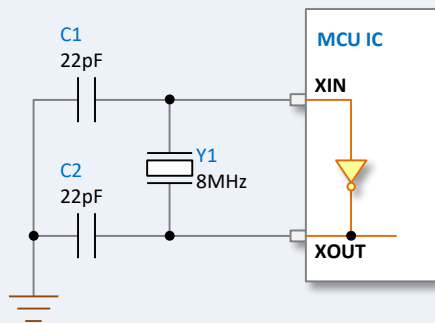 C1
22pF
MCU IC
XIN
Y1
8MHz
C2
22pF
XOUT